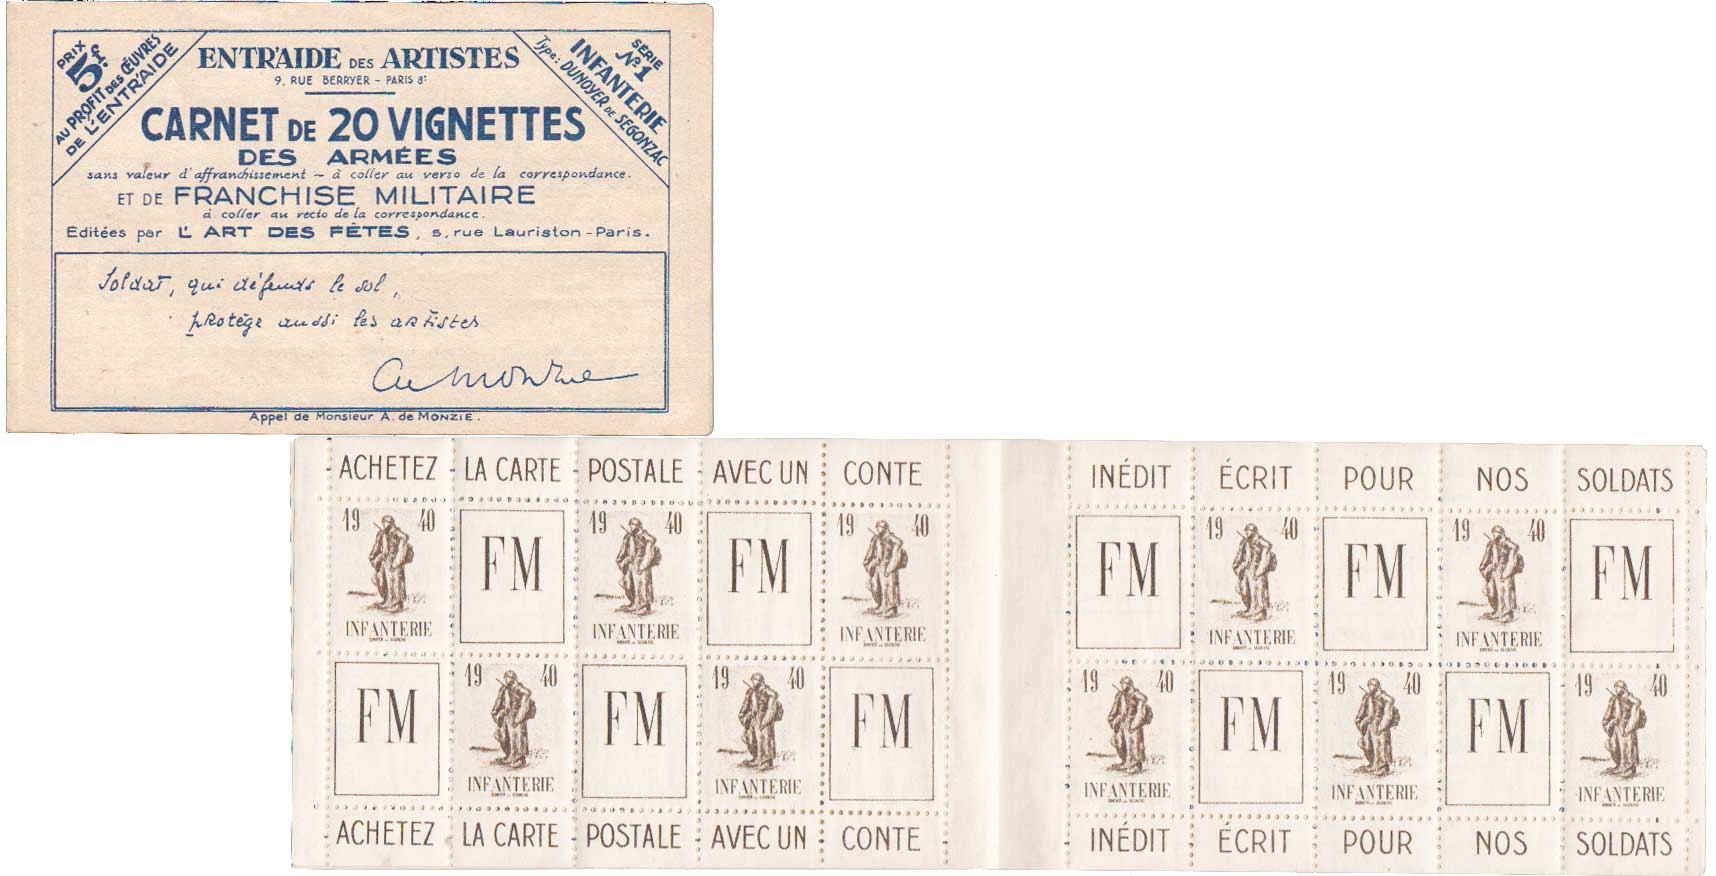 PRIX
5f.
AU PROFIT DES ŒUVRES
DE L'ENTR'AIDE
ENTR'AIDE DES ARTISTES
9, RUE BERRYER - PARIS 8e
SÉRIE
N°1
INFANTERIE
Type: DUNOYER DE SEGONZAC
CARNET DE 20 VIGNETTES
DES ARMÉES
sans valeur d'affranchissement - à coller au verso de la correspondance.
ET DE FRANCHISE MILITAIRE
à coller au recto de la correspondance.
Éditées par L'ART DES FÊTES, 5, rue Lauriston - Paris.
Soldat, qui défends le sol,
protège aussi les artistes
Appel de Monsieur A. de MONZIE.
ACHETEZ LA CARTE POSTALE AVEC UN CONTE INÉDIT ÉCRIT POUR NOS SOLDATS
19 40 FM 19 40 FM 19 40 FM 19 40 FM 19 40 FM
INFANTERIE INFANTERIE INFANTERIE INFANTERIE INFANTERIE
FM 19 40 FM 19 40 FM 19 40 FM 19 40 FM 19 40
INFANTERIE INFANTERIE INFANTERIE INFANTERIE INFANTERIE
ACHETEZ LA CARTE POSTALE AVEC UN CONTE INÉDIT ÉCRIT POUR NOS SOLDATS